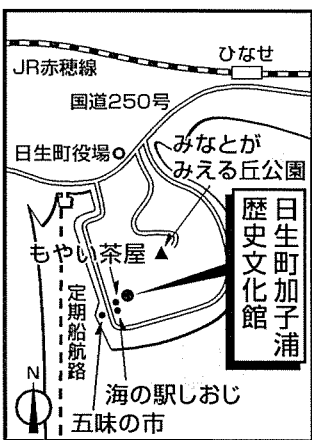 ひなせ
JR赤穂線
国道250号
日生町役場
みなとが
みえる丘公園
日生町加子浦
歴史文化館
もやい茶屋
定期船航路
海の駅しおじ
五味の市
N